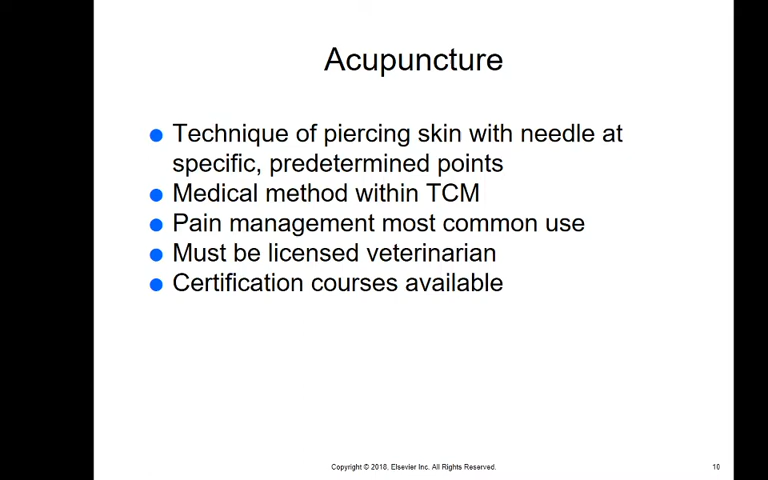 Acupuncture
Technique of piercing skin with needle at
specific, predetermined points
Medical method within TCM
Pain management most common use
Must be licensed veterinarian
Certification courses available
Copyright © 2018. Elsevier Inc. All Rights Reserved.
10